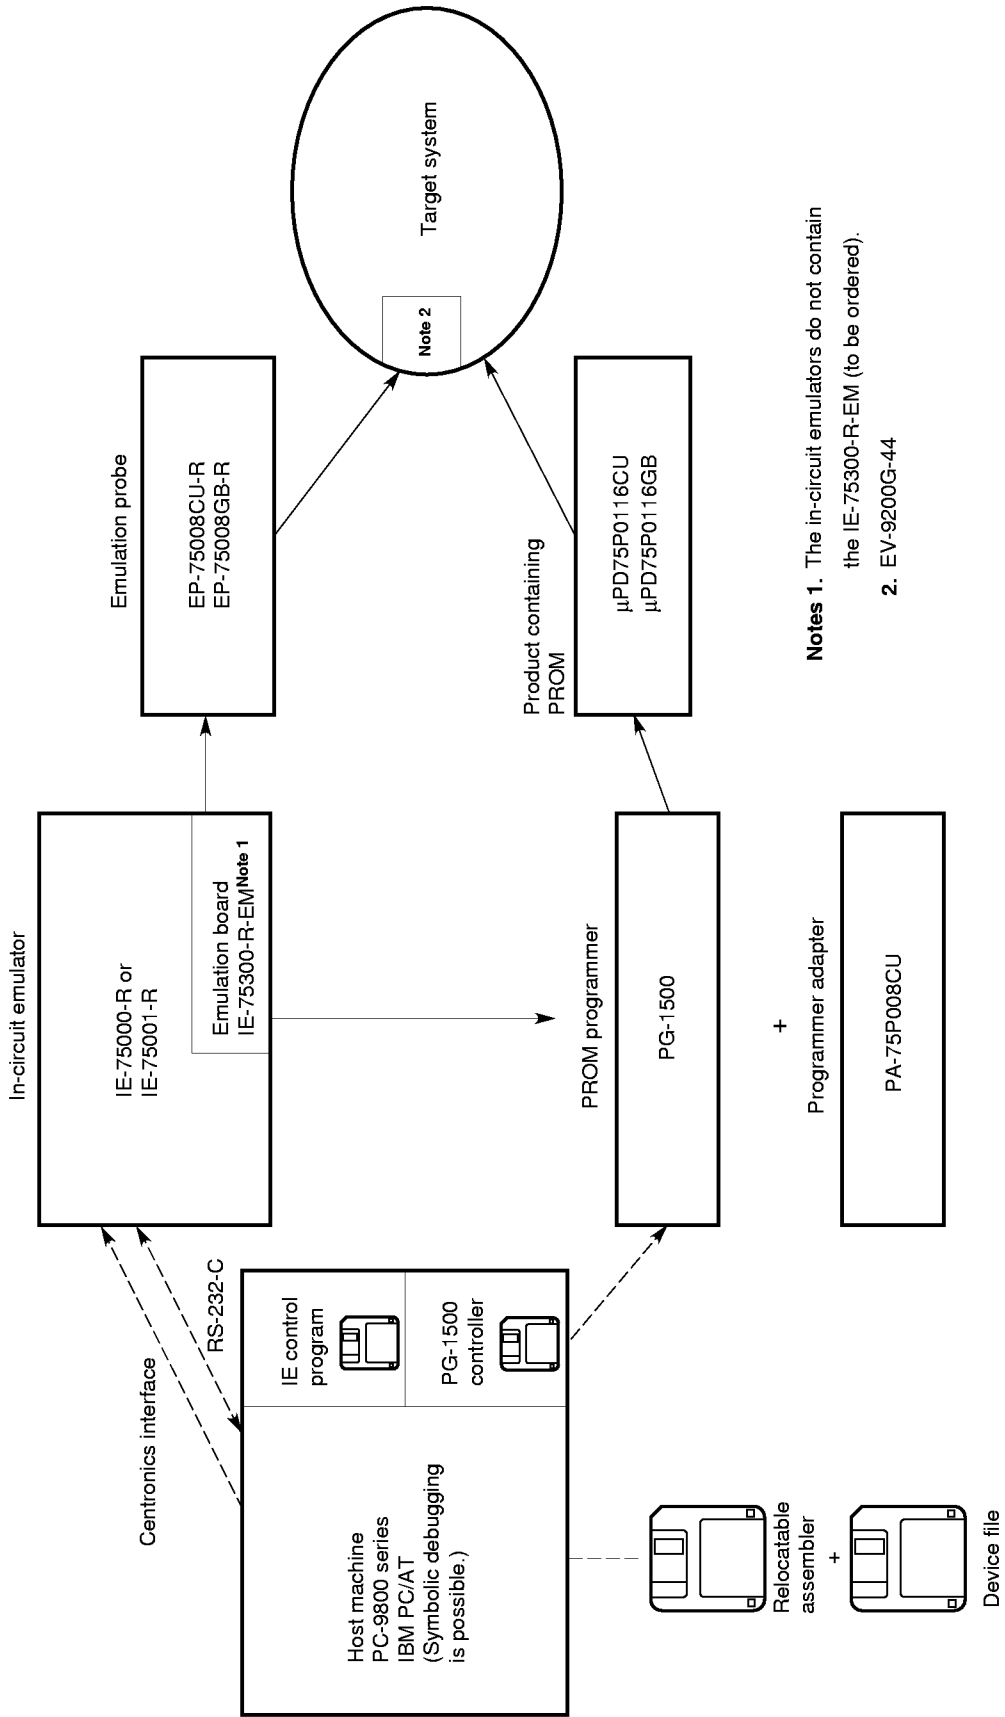 In-circuit emulator
IE-75000-R or
IE-75001-R
Emulation board
IE-75300-R-EM Note 1
Emulation probe
EP-75008CU-R
EP-75008GB-R
Target system
Note 2
Centronics interface
RS-232-C
Host machine
PC-9800 series
IBM PC/AT
(Symbolic debugging
is possible.)
IE control
program
PG-1500
controller
PROM programmer
PG-1500
+
Programmer adapter
PA-75P008CU
Product containing
PROM
µPD75P0116CU
µPD75P0116GB
Relocatable
assembler
+
Device file
Notes 1. The in-circuit emulators do not contain
the IE-75300-R-EM (to be ordered).
2. EV-9200G-44